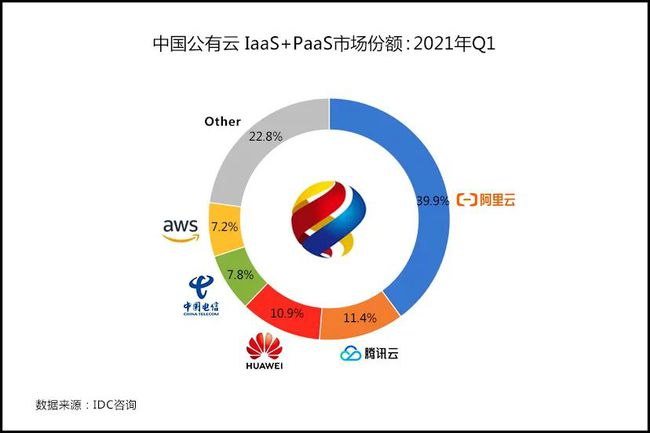 中国公有云 IaaS+PaaS市场份额：2021年Q1
Other
22.8%
39.9%
阿里云
aws
7.2%
7.8%
中国电信
CHINA TELECOM
10.9%
11.4%
HUAWEI
腾讯云
数据来源：IDC咨询